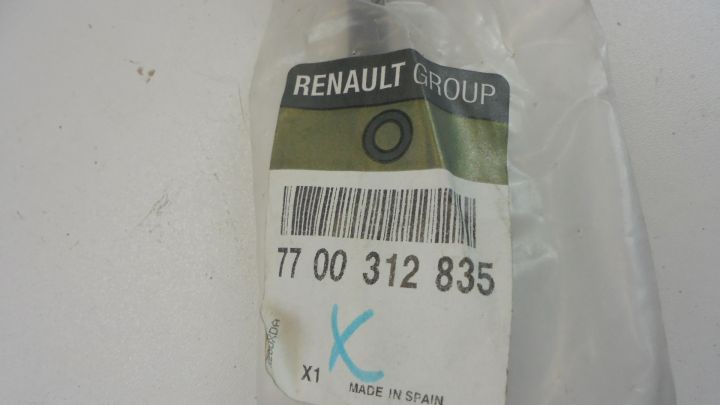 RENAULT GROUP
77 00 312 835
X
X1
MADE IN SPAIN